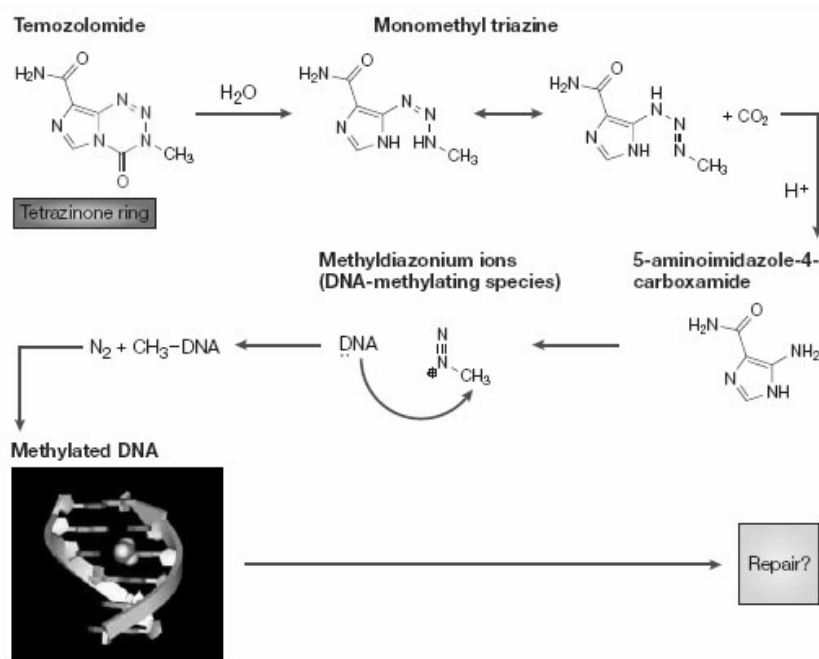 Temozolomide
Monomethyl triazine
H₂N
O
N
N
N
N
N
N
CH₃
O
H₂O
H₂N
O
N
N
N
NH
HN
CH₃
H₂N
O
H
N
N
N
NH
N
CH₃
+ CO₂
Tetrazinone ring
H⁺
Methyldiazonium ions
(DNA-methylating species)
5-aminoimidazole-4-
carboxamide
N₂ + CH₃–DNA
DNA
N
N
⊕
CH₃
H₂N
O
NH₂
N
NH
Methylated DNA
Repair?